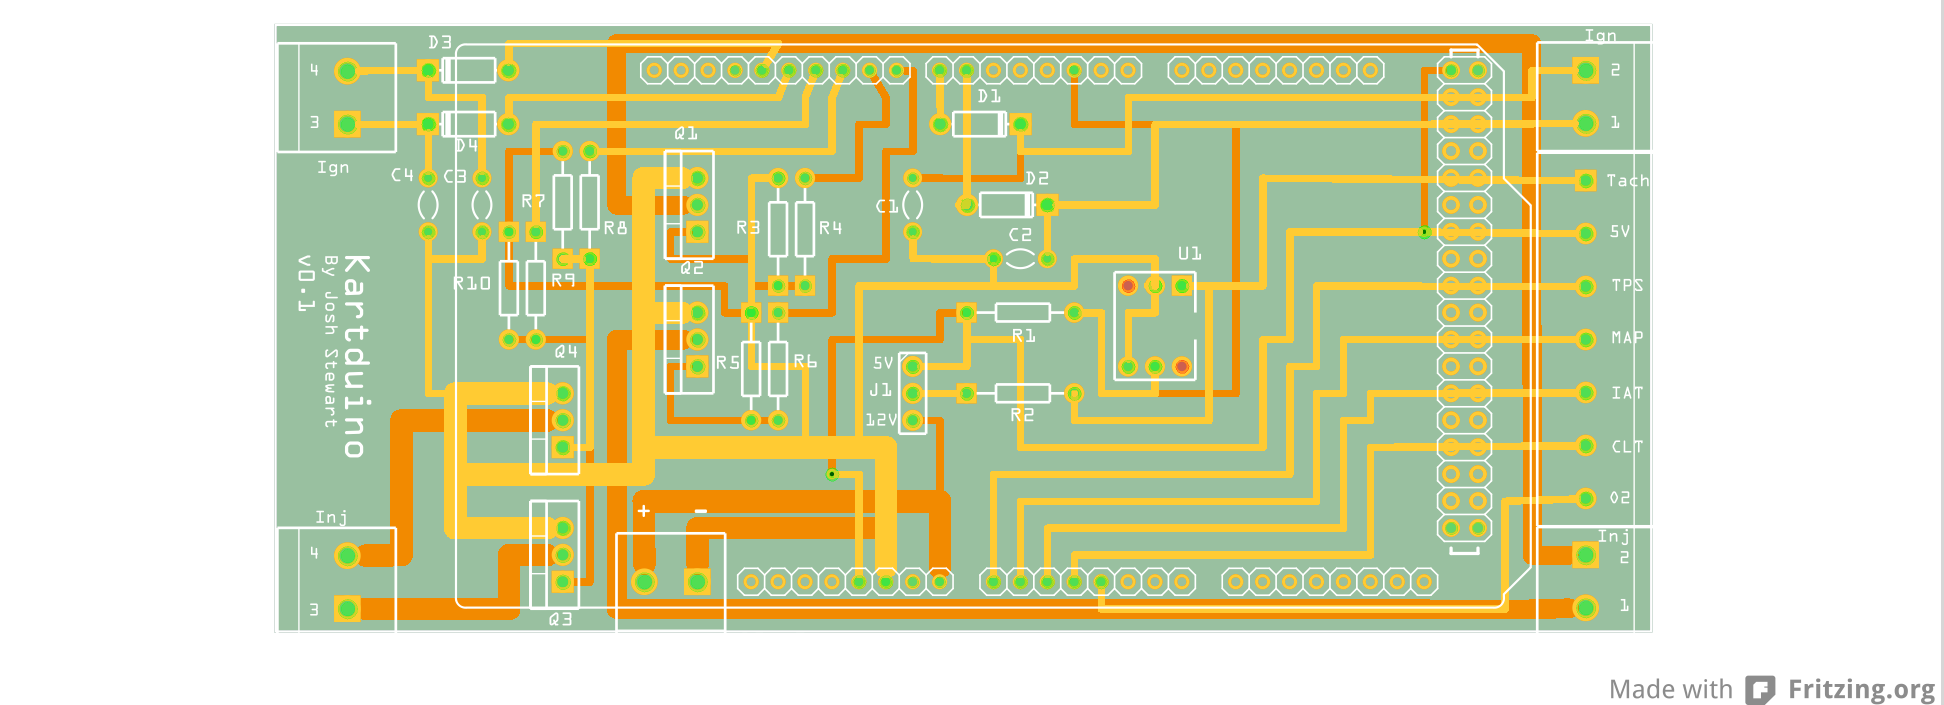 D3
Ign
4
2
D1
3
1
Q1
D4
Ign
C4
C3
D2
Tach
R7
C1
R8
R3
R4
C2
5V
U1
Q2
R10
R9
TPS
Kartduino
By Josh Stewart
v0.1
R1
MAP
Q4
R5
R6
5V
J1
IAT
R2
12V
CLT
O2
+
-
Inj
Inj
4
2
3
1
Q3
Made with Fritzing.org